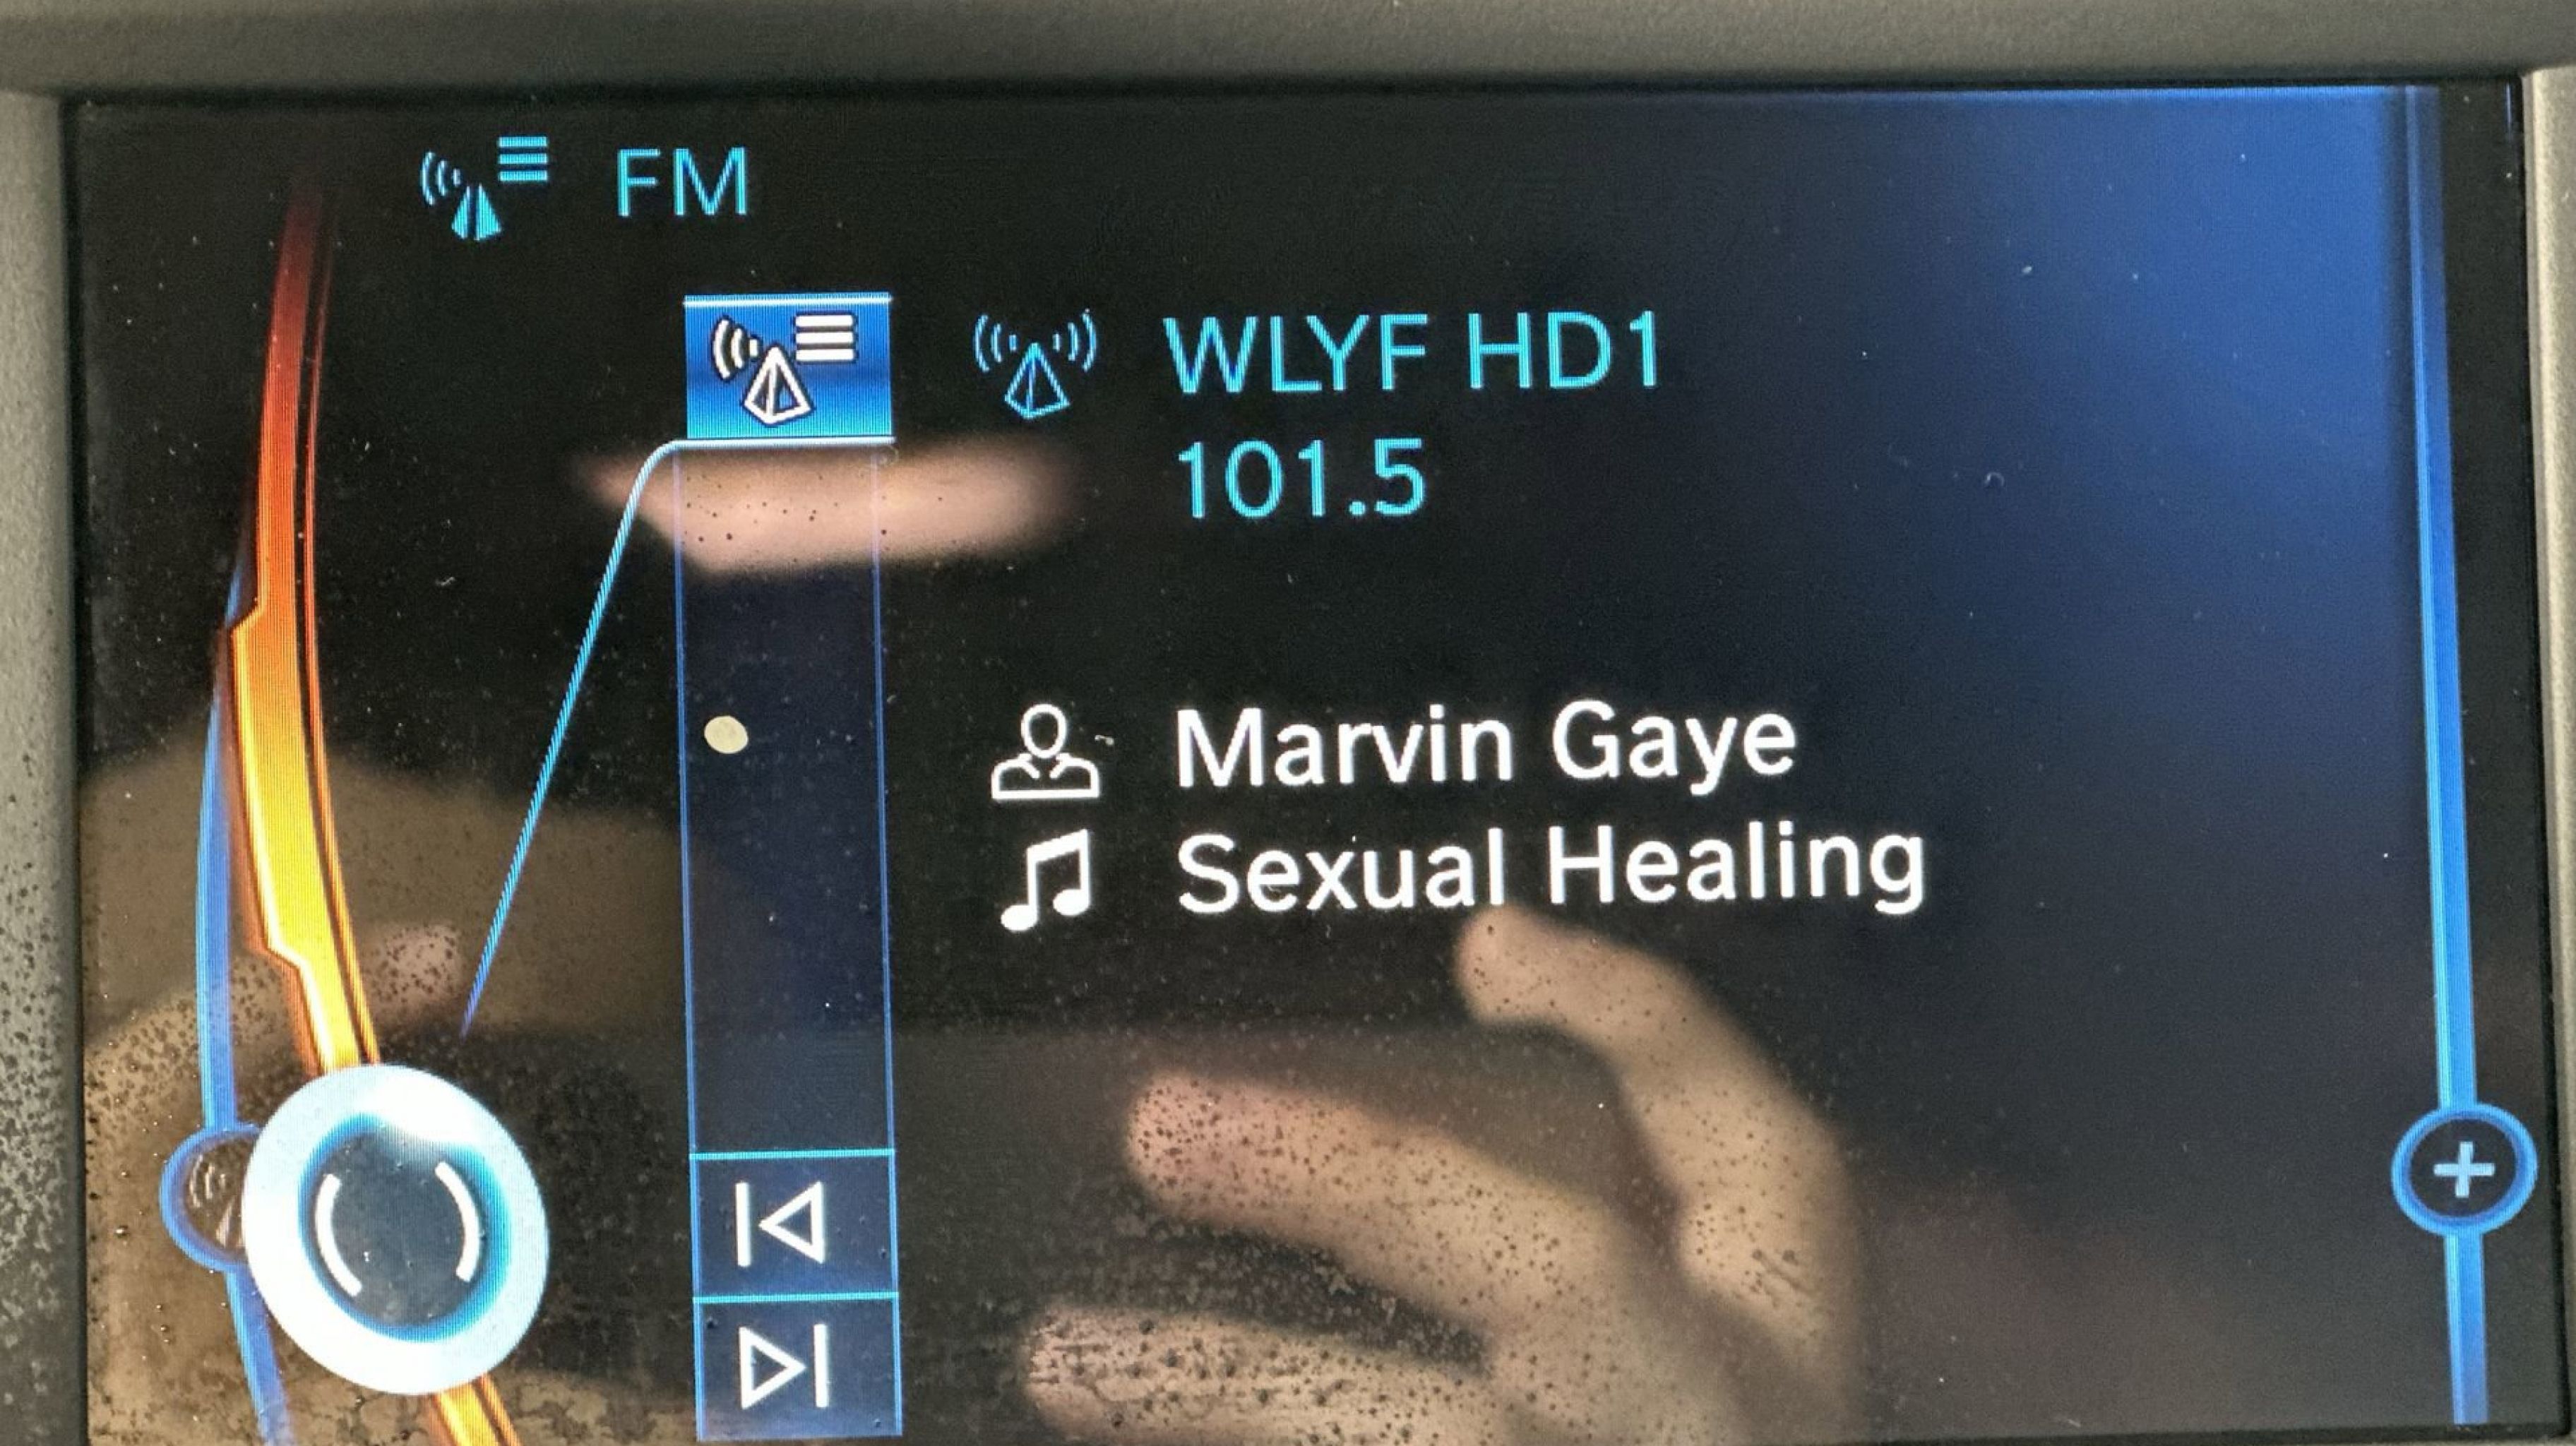 FM
WLYF HD1
101.5
Marvin Gaye
Sexual Healing